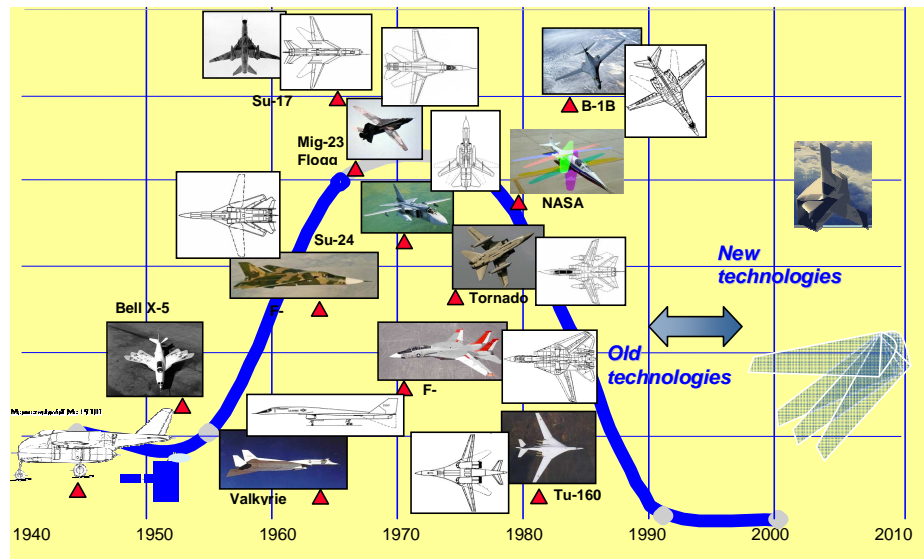 Su-17
B-1B
Mig-23
Flogg
NASA
Su-24
New
technologies
Tornado
Bell X-5
F-
Old
technologies
F-
Valkyrie
Tu-160
1940
1950
1960
1970
1980
1990
2000
2010